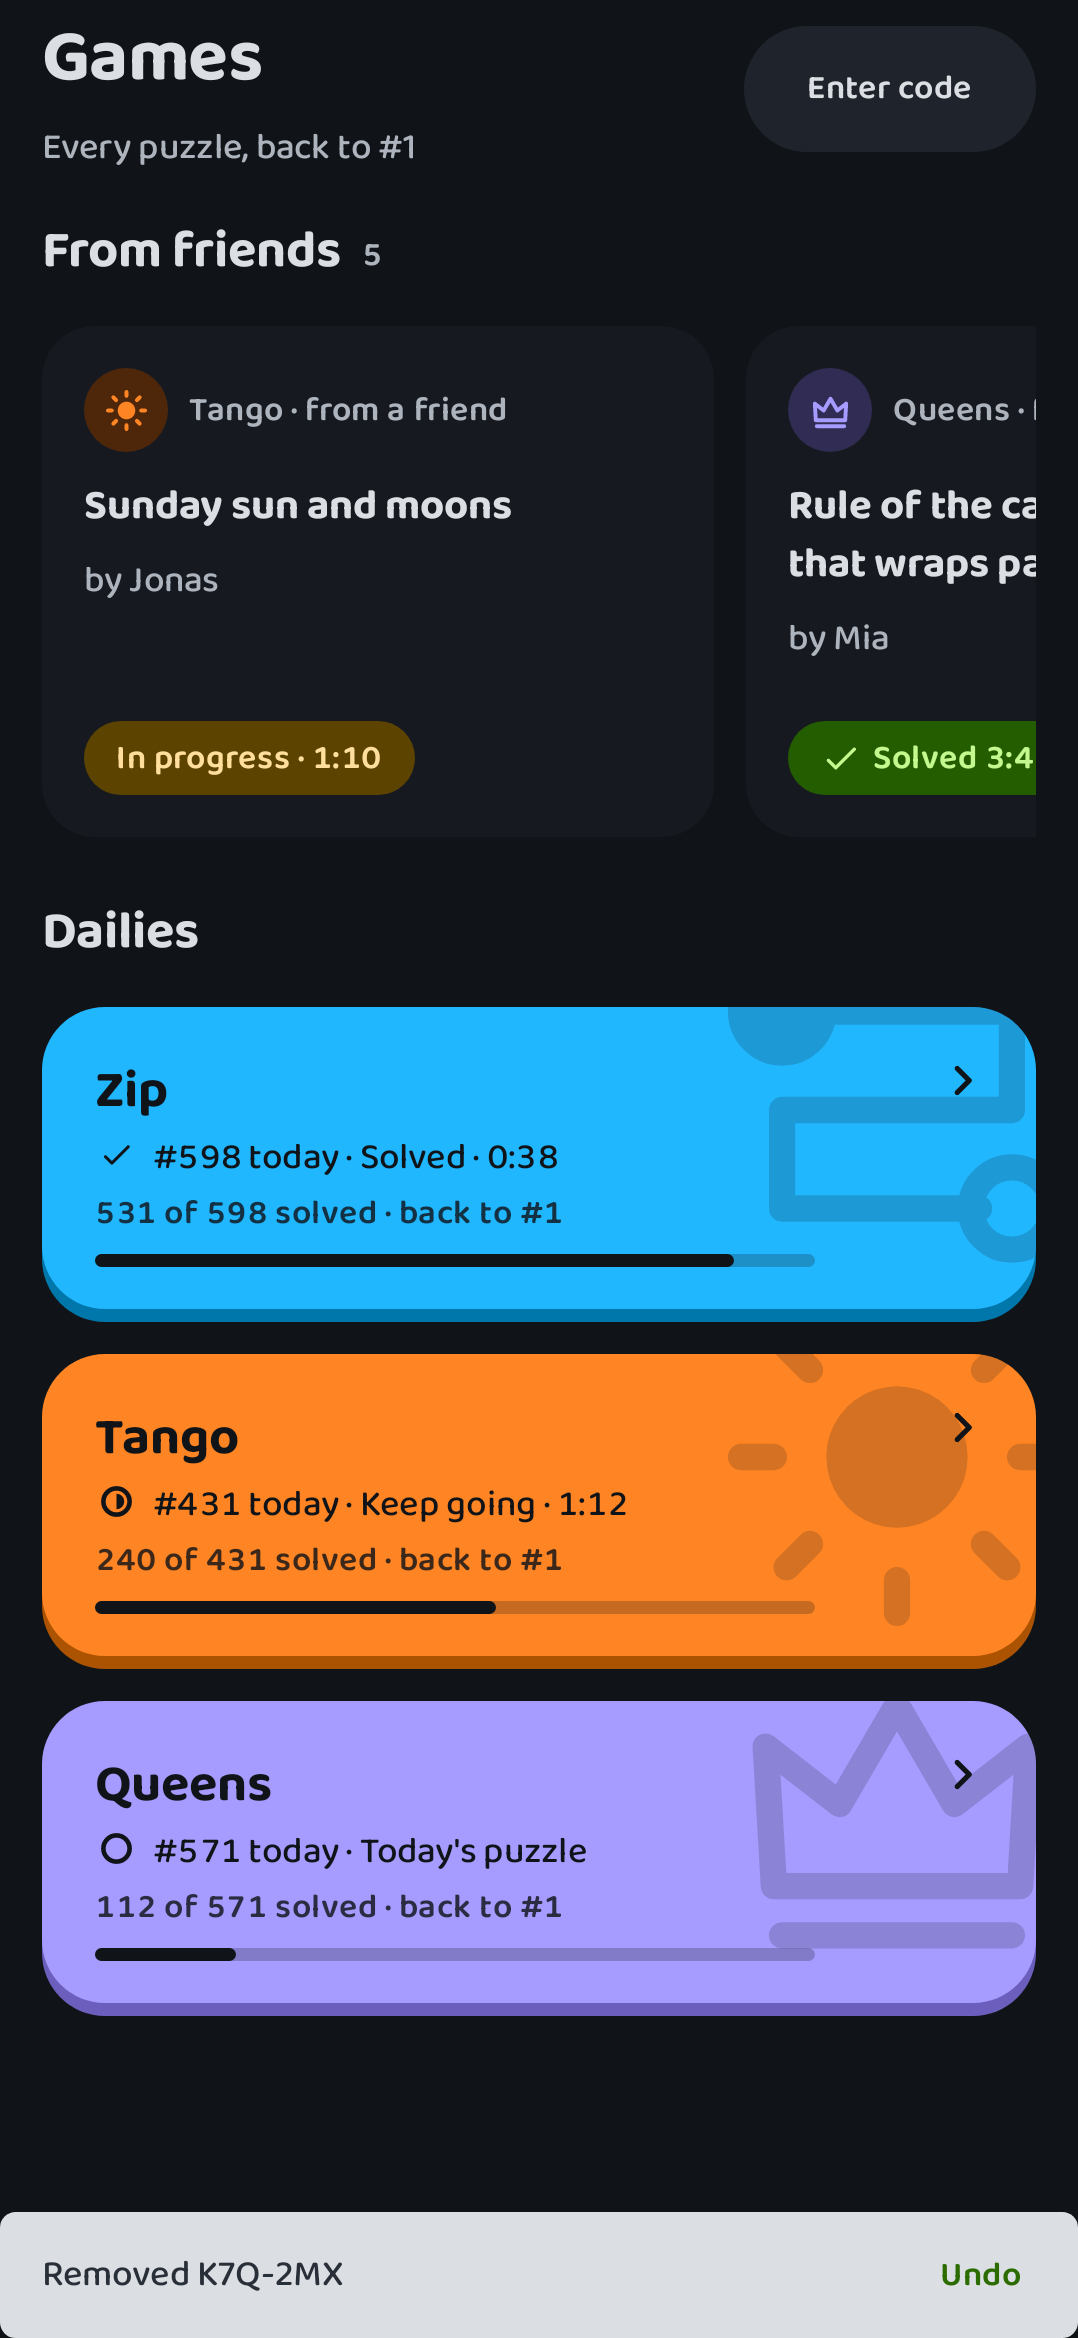 Games
Enter code
Every puzzle, back to #1
From friends 5
Tango · from a friend
Sunday sun and moons
by Jonas
In progress · 1:10
Queens ·
Rule of the
that wraps
by Mia
Solved
Dailies
Zip
#598 today · Solved · 0:38
531 of 598 solved · back to #1
Tango
#431 today · Keep going · 1:12
240 of 431 solved · back to #1
Queens
#571 today · Today's puzzle
112 of 571 solved · back to #1
Removed K7Q-2MX
Undo